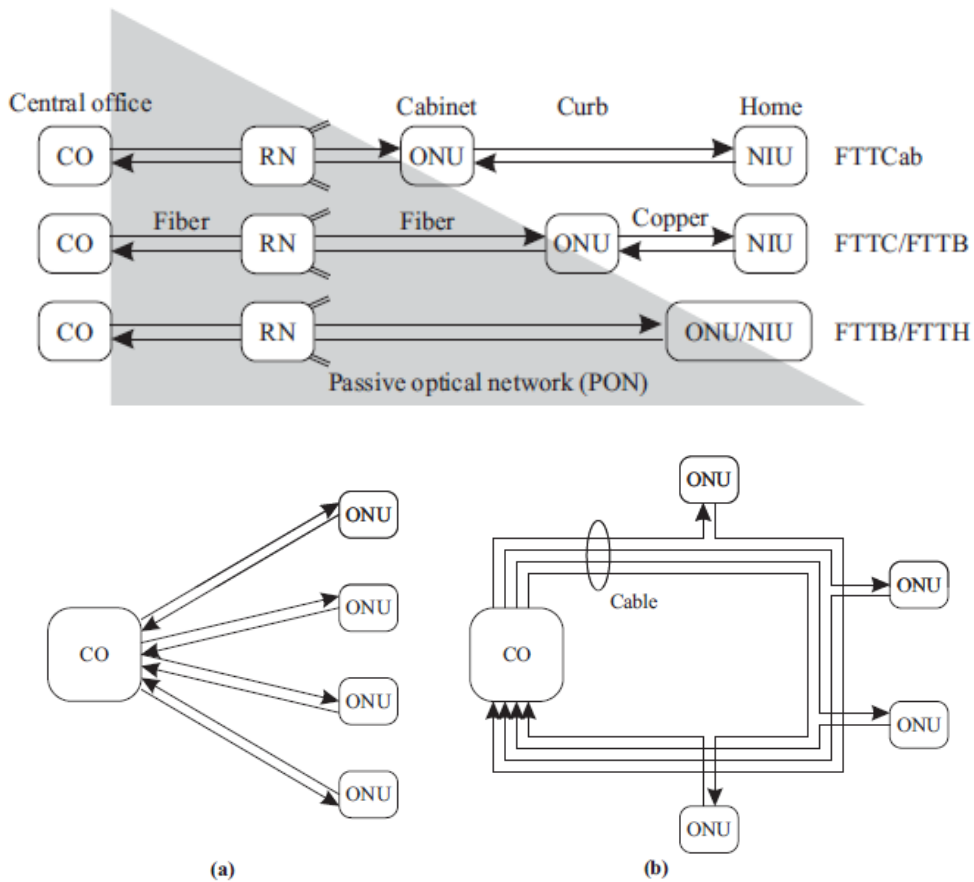 Central office
Cabinet
Curb
Home
CO
RN
ONU
NIU
FTTCab
Fiber
Fiber
Copper
CO
RN
ONU
NIU
FTTC/FTTB
CO
RN
ONU/NIU
FTTB/FTTH
Passive optical network (PON)
ONU
ONU
CO
ONU
ONU
(a)
ONU
ONU
Cable
CO
ONU
ONU
(b)